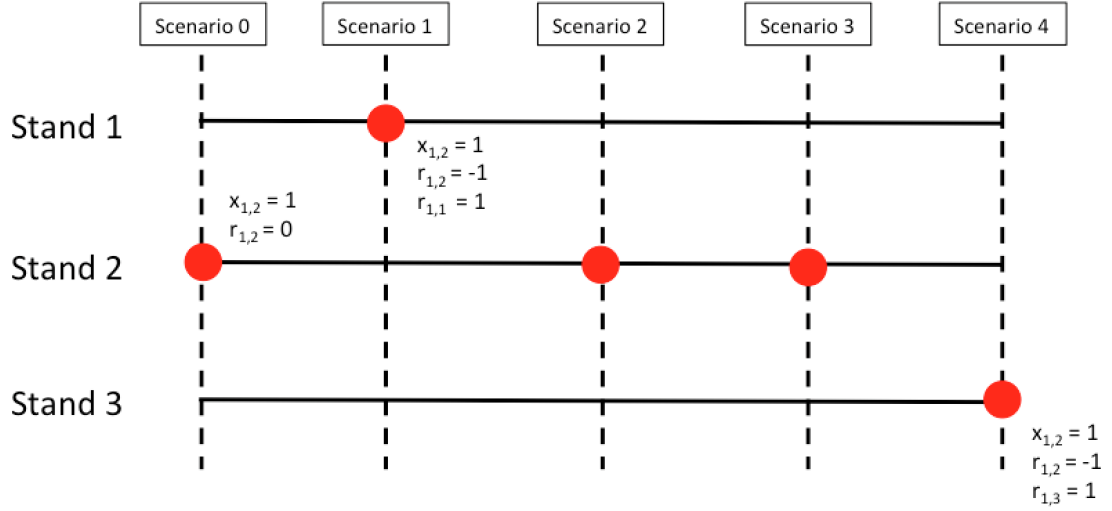 Scenario 0
Scenario 1
Scenario 2
Scenario 3
Scenario 4
Stand 1
x1,2 = 1
r1,2 = -1
r1,1 = 1
x1,2 = 1
r1,2 = 0
Stand 2
Stand 3
x1,2 = 1
r1,2 = -1
r1,3 = 1